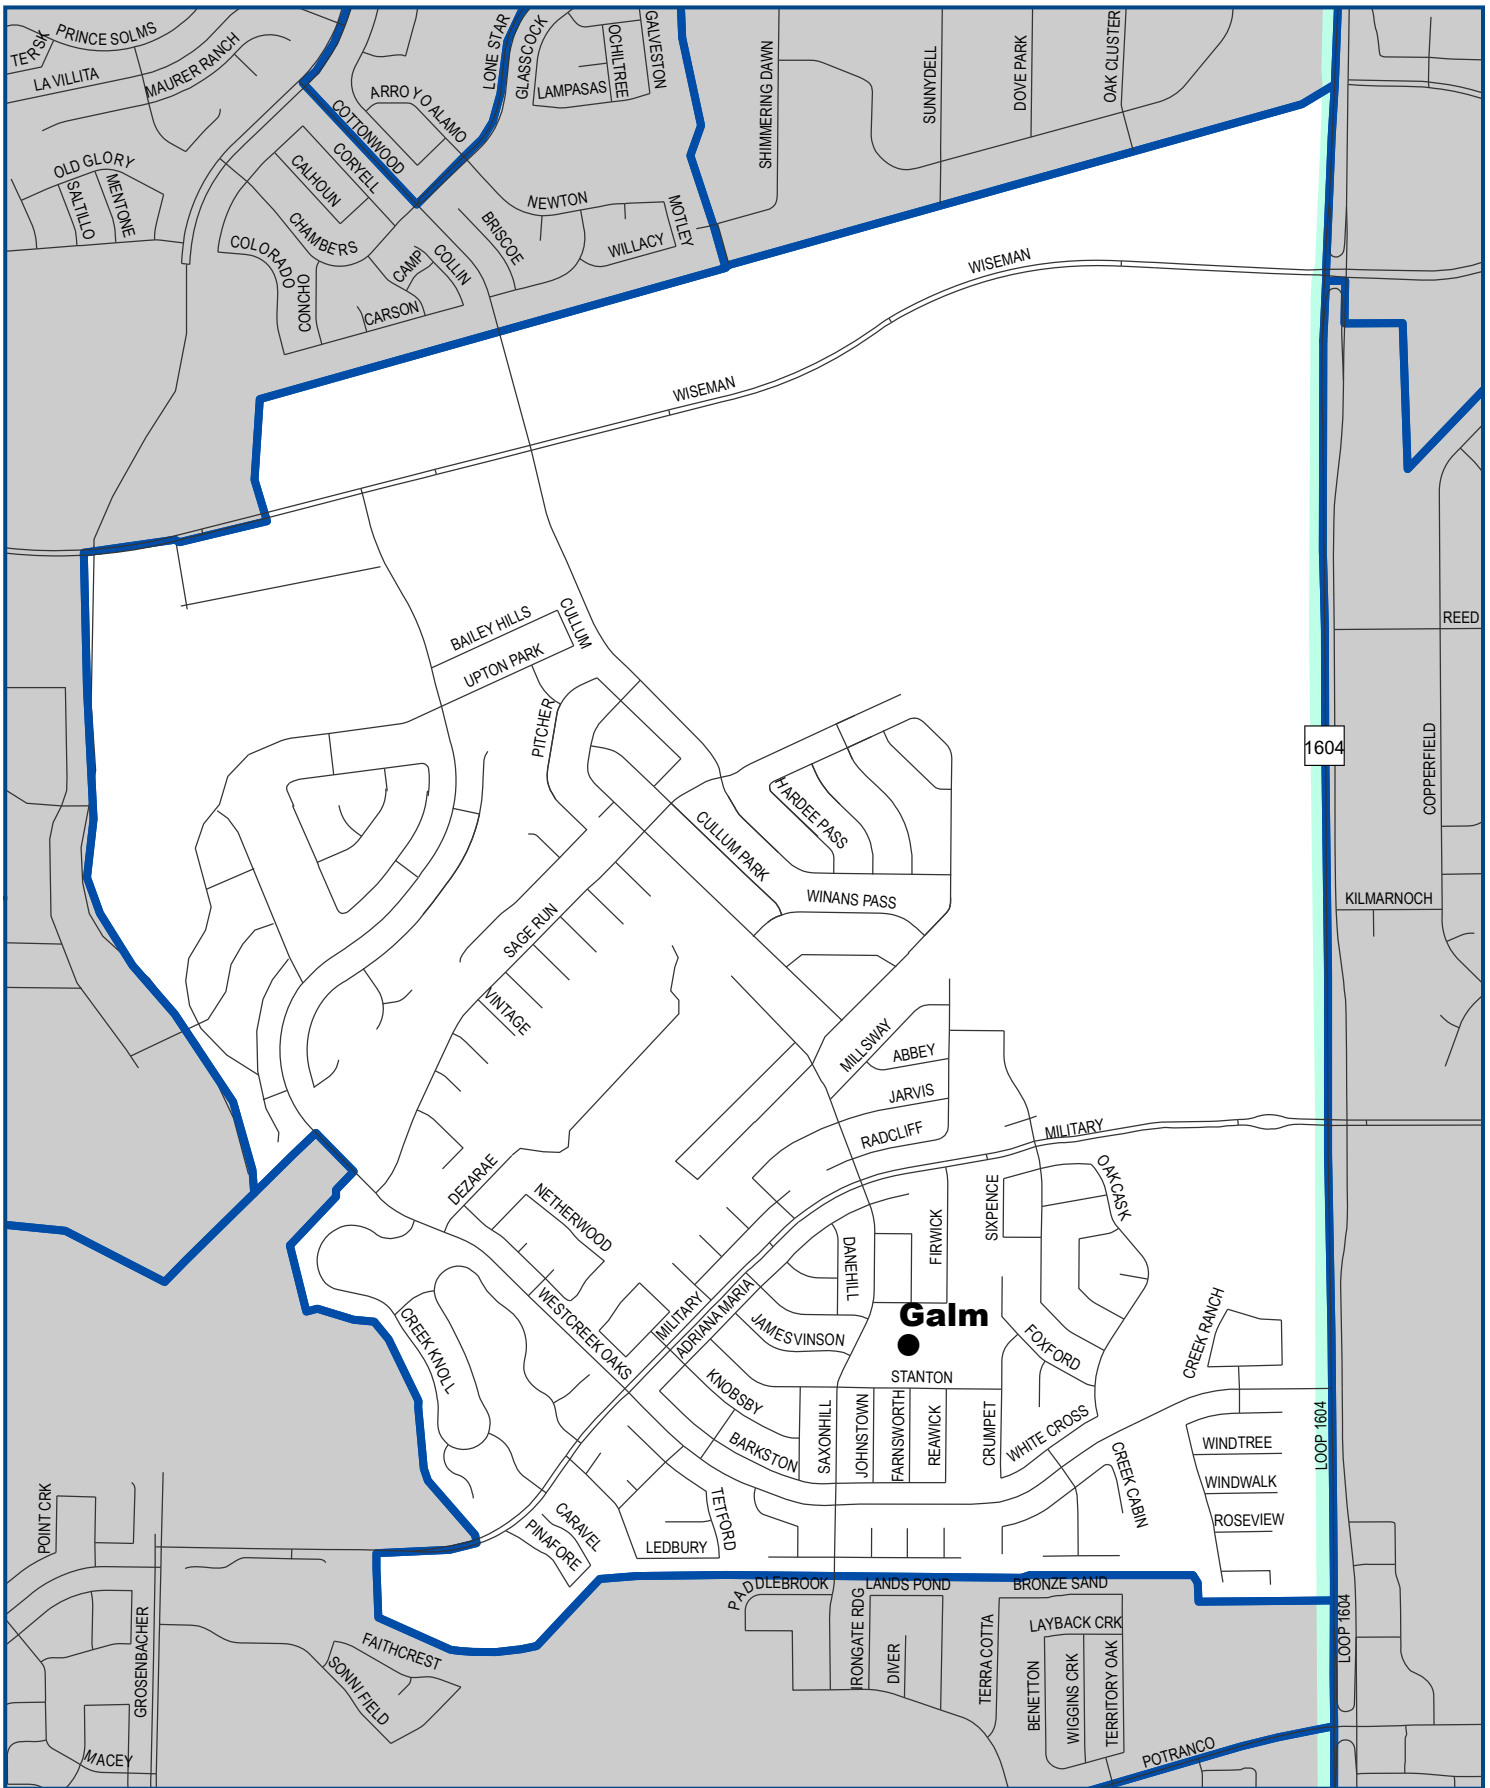 TERSK
PRINCE SOLMS
LA VILLITA
MAURER RANCH
LONE STAR
GLASSCOCK
OCHILTREE
GALVESTON
LAMPASAS
ARROYO ALAMO
COTTONWOOD
CORYELL
CALHOUN
SHIMMERING DAWN
SUNNYDELL
DOVE PARK
OAK CLUSTER
OLD GLORY
SALTILLO
MENTONE
CHAMBERS
COLORADO
CONCHO
CAMP
COLLIN
CARSON
BRISCOE
NEWTON
WILLACY
MOTLEY
WISEMAN
WISEMAN
BAILEY HILLS
UPTON PARK
CULLUM
PITCHER
REED
1604
COPPERFIELD
HARDEE PASS
CULLUM PARK
WINANS PASS
KILMARNOCH
SAGE RUN
VINTAGE
MILLSWAY
ABBEY
JARVIS
RADCLIFF
MILITARY
DEZARAE
NETHERWOOD
SIXPENCE
OAKCASK
FIRWICK
DANEHILL
WESTCREEK OAKS
MILITARY
ADRIANA MARIA
JAMES VINSON
Galm
CREEK KNOLL
FOXFORD
CREEK RANCH
STANTON
KNOBSBY
BARKSTON
SAXONHILL
JOHNSTOWN
FARNSWORTH
REAWICK
CRUMPET
WHITE CROSS
CREEK CABIN
WINDTREE
WINDWALK
ROSEVIEW
LOOP 1604
POINT CRK
CARAVEL
PINAFORE
TETFORD
LEDBURY
PADDLEBROOK
LANDS POND
BRONZE SAND
IRONGATE RDG
DIVER
TERRA COTTA
LAYBACK CRK
BENETTON
WIGGINS CRK
TERRITORY OAK
LOOP 1604
GROSENBACHER
FAITHCREST
SONNI FIELD
MACEY
POTRANCO